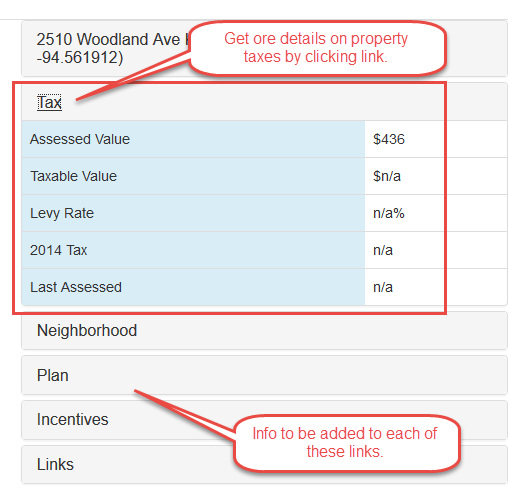 2510 Woodland Ave
-94.561912)
Get ore details on property
taxes by clicking link.
Tax
Assessed Value $436
Taxable Value $n/a
Levy Rate n/a%
2014 Tax n/a
Last Assessed n/a
Neighborhood
Plan
Incentives
Info to be added to each of
these links.
Links